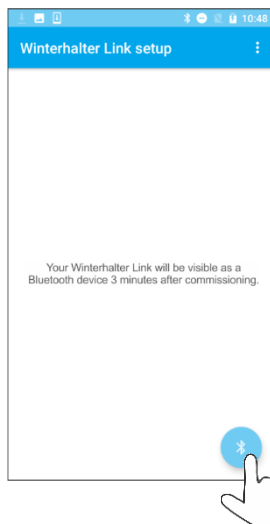 10:48
Winterhalter Link setup
Your Winterhalter Link will be visible as a
Bluetooth device 3 minutes after commissioning.